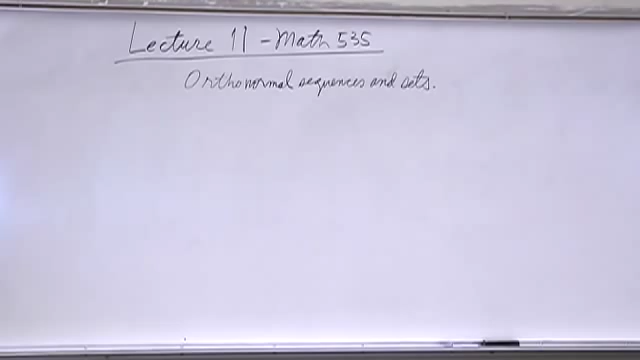 Lecture 11 - Math 535
Orthonormal sequences and sets.